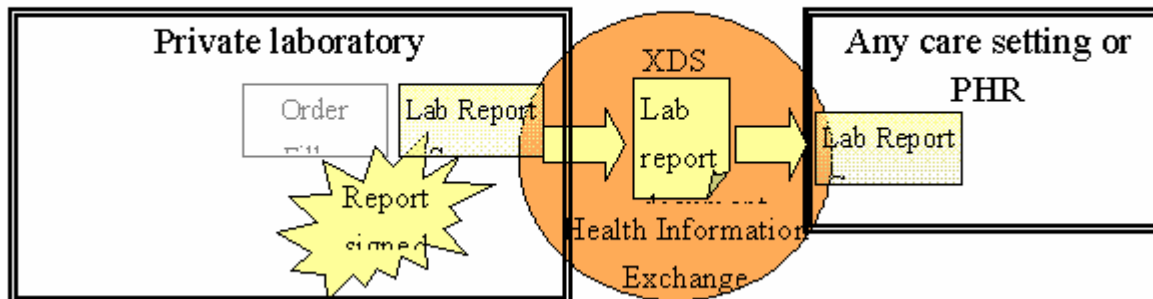 Private laboratory
Order
Lab Report
Report
signed
XDS
Lab
report
Health Information
Exchange
Any care setting or
PHR
Lab Report